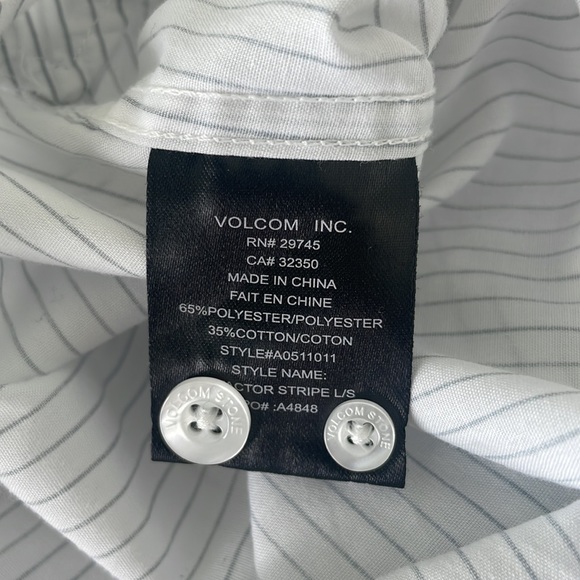 VOLCOM INC.
RN# 29745
CA# 32350
MADE IN CHINA
FAIT EN CHINE
65%POLYESTER/POLYESTER
35%COTTON/COTON
STYLE#A0511011
STYLE NAME:
STRIPE L/S
:A4848
VOLCOM STONE
VOLCOM STONE